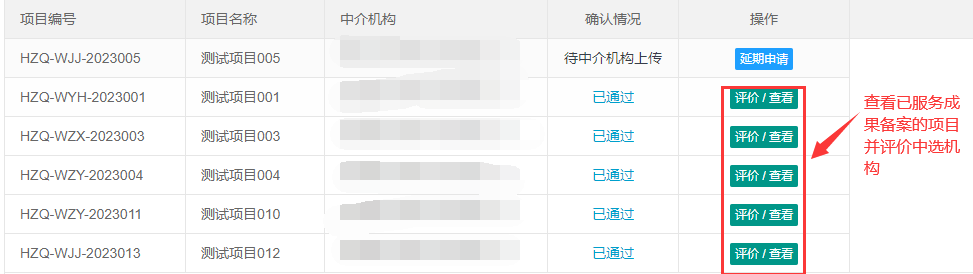 项目编号 项目名称 中介机构 确认情况 操作
HZQ-WJJ-2023005 测试项目005 待中介机构上传 延期申请
HZQ-WYH-2023001 测试项目001 已通过 评价 / 查看
HZQ-WZX-2023003 测试项目003 已通过 评价 / 查看
HZQ-WZY-2023004 测试项目004 已通过 评价 / 查看
HZQ-WZY-2023011 测试项目010 已通过 评价 / 查看
HZQ-WJJ-2023013 测试项目012 已通过 评价 / 查看
查看已服务成
果备案的项目
并评价中选机
构